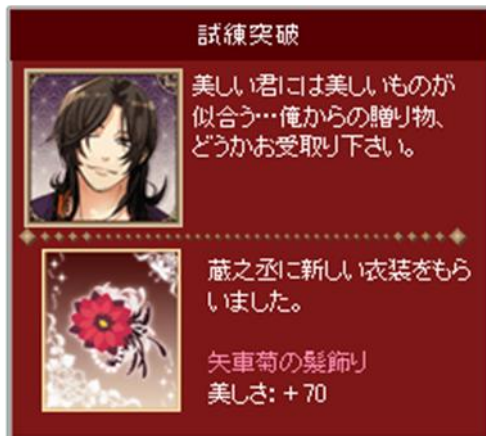 試練突破
美しい君には美しいものが
似合う…俺からの贈り物、
どうかお受取り下さい。
蔵之丞に新しい衣装をもら
いました。
矢車菊の髪飾り
美しさ:+70